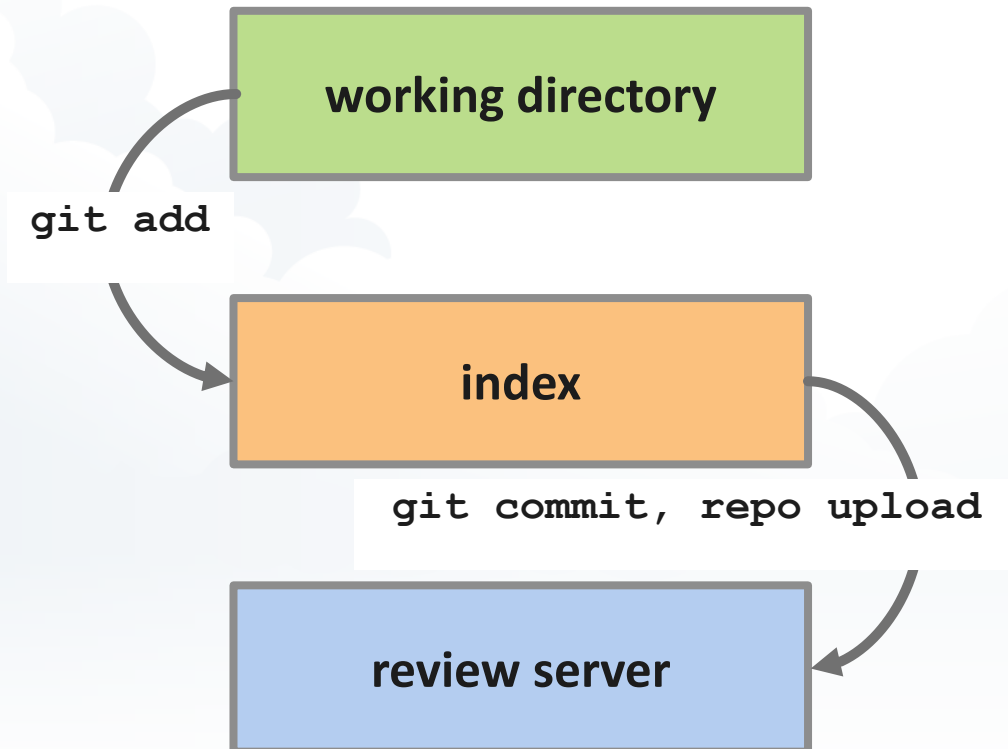 working directory
git add
index
git commit, repo upload
review server